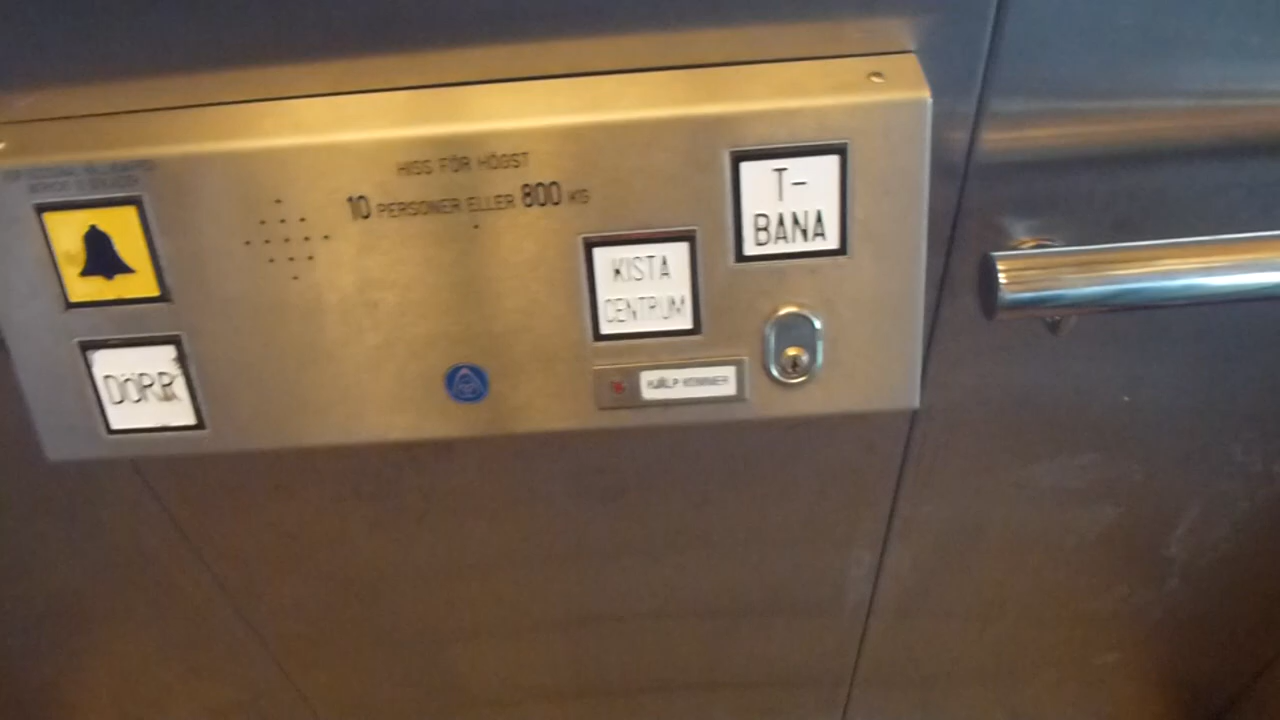 HISS FÖR HÖGST
10 PERSONER ELLER 800 KG
T-
BANA
KISTA
CENTRUM
DÖRR
HJÄLP KOMMER